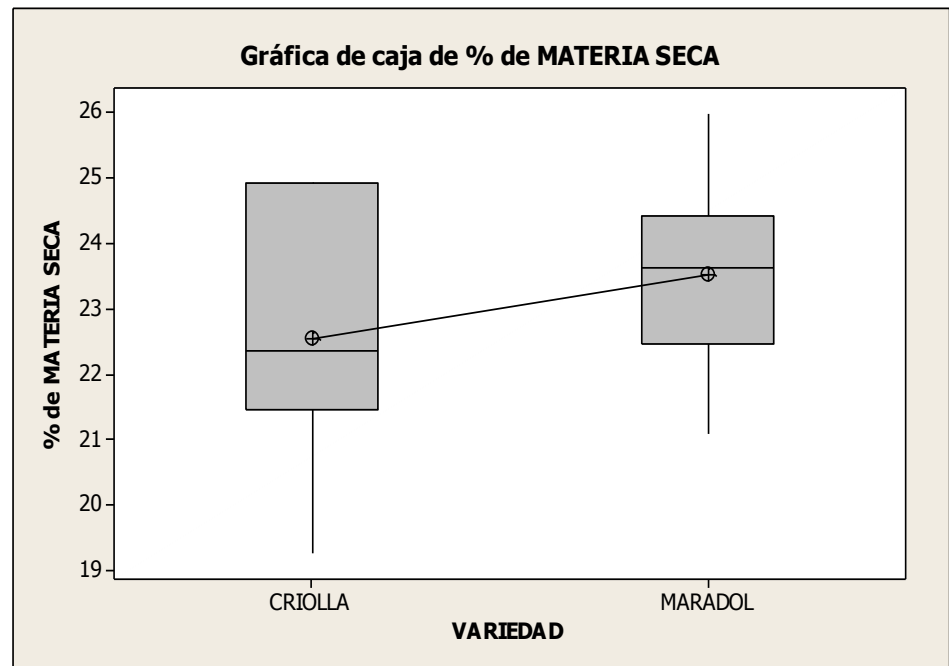 Gráfica de caja de % de MATERIA SECA
% de MATERIA SECA
26
25
24
23
22
21
20
19
CRIOLLA
MARADOL
VARIEDAD